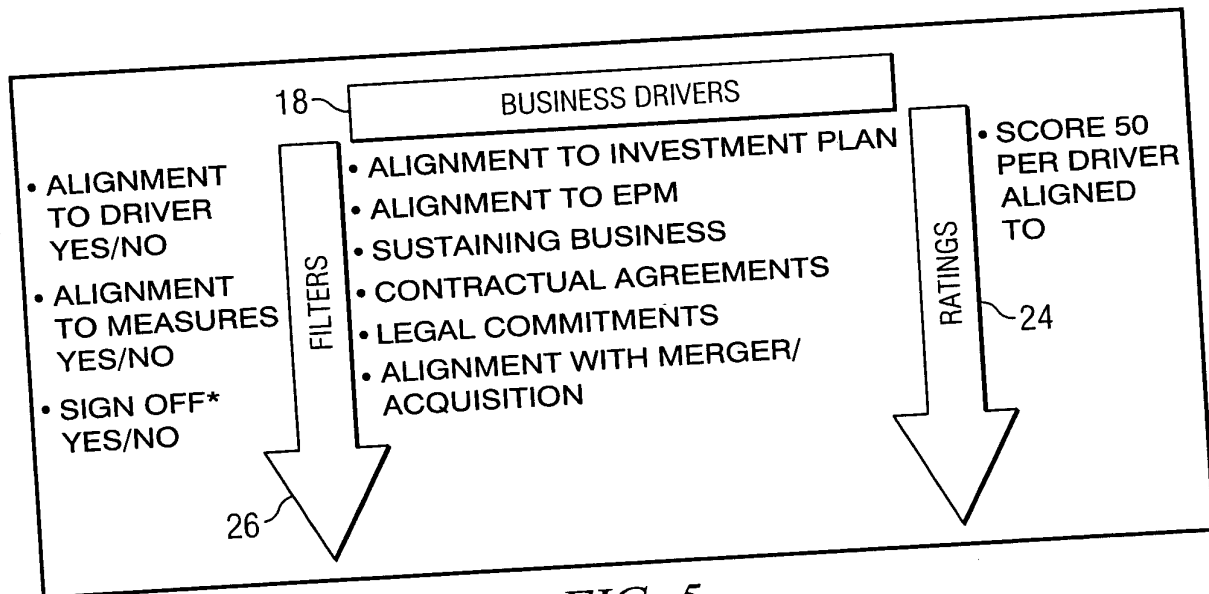 18
BUSINESS DRIVERS
• ALIGNMENT
TO DRIVER
YES/NO
• ALIGNMENT
TO MEASURES
YES/NO
• SIGN OFF*
YES/NO
FILTERS
26
• ALIGNMENT TO INVESTMENT PLAN
• ALIGNMENT TO EPM
• SUSTAINING BUSINESS
• CONTRACTUAL AGREEMENTS
• LEGAL COMMITMENTS
• ALIGNMENT WITH MERGER/
ACQUISITION
RATINGS
24
• SCORE 50
PER DRIVER
ALIGNED
TO
FIG. 5